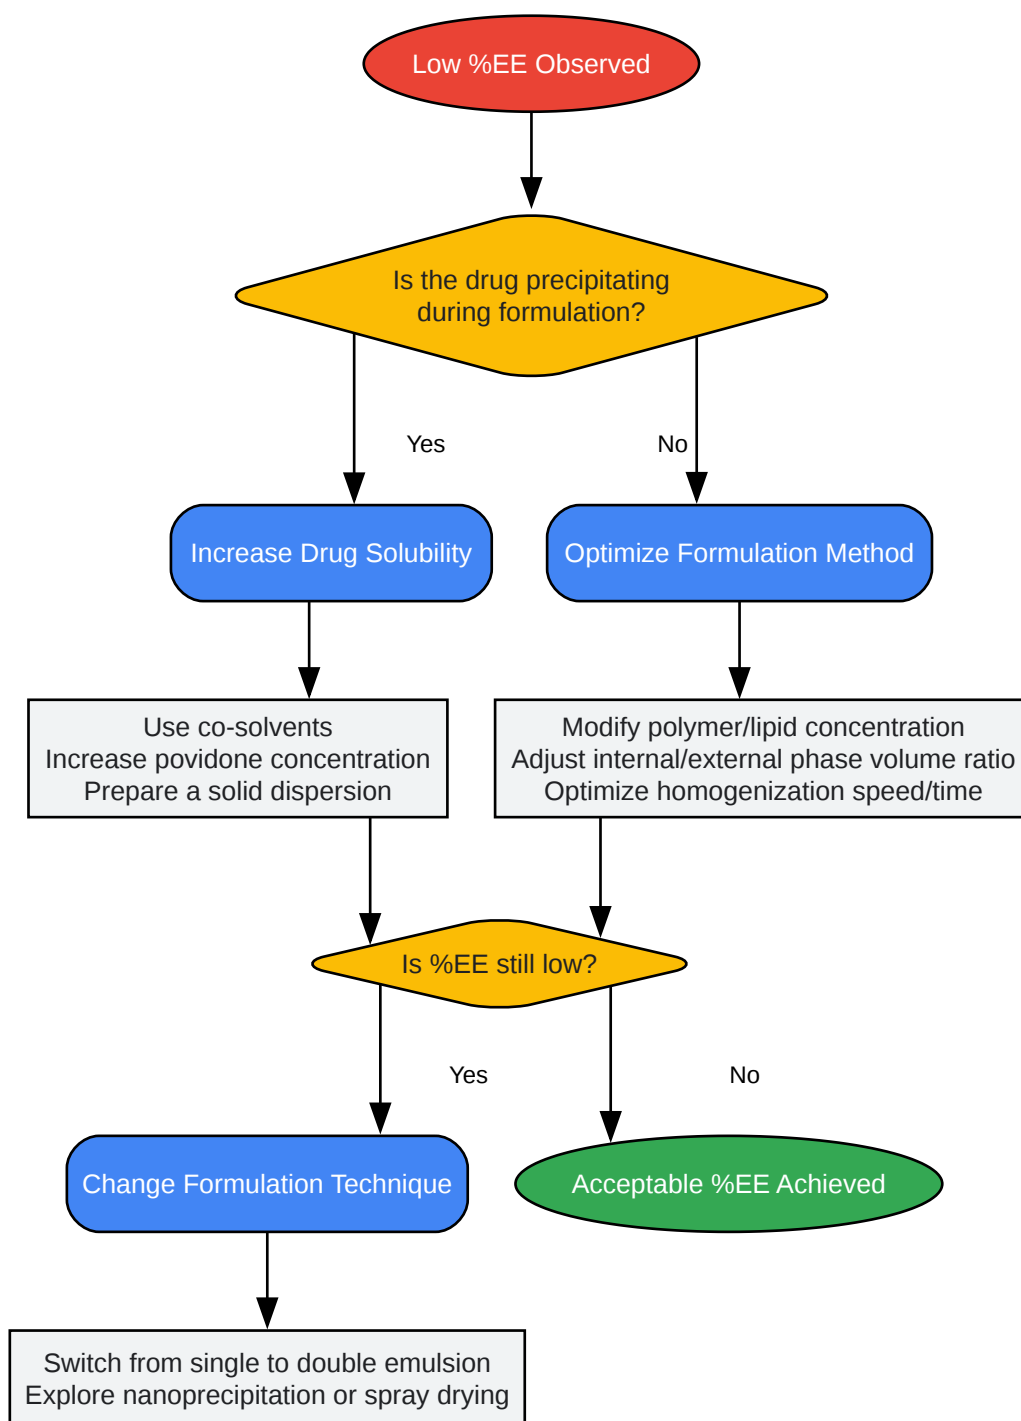 Low %EE Observed
Is the drug precipitating
during formulation?
Yes
No
Increase Drug Solubility
Optimize Formulation Method
Use co-solvents
Increase povidone concentration
Prepare a solid dispersion
Modify polymer/lipid concentration
Adjust internal/external phase volume ratio
Optimize homogenization speed/time
Is %EE still low?
Yes
No
Change Formulation Technique
Acceptable %EE Achieved
Switch from single to double emulsion
Explore nanoprecipitation or spray drying